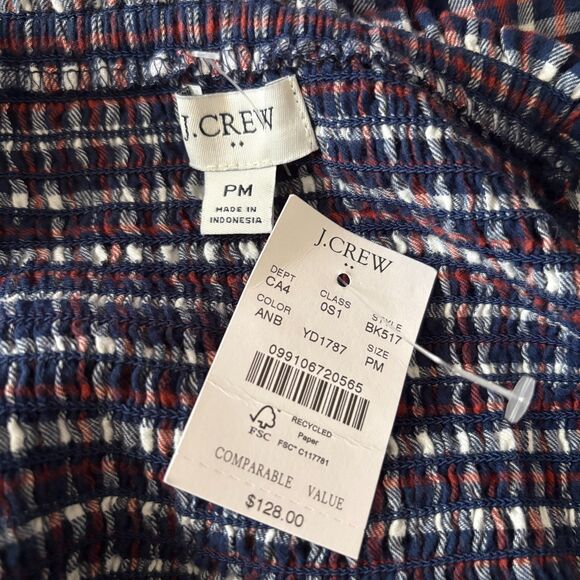 J.CREW
PM
MADE IN
INDONESIA
J.CREW
DEPT CLASS STYLE
CA4 0S1 BK517
COLOR SIZE
ANB YD1787 PM
099106720565
FSC
RECYCLED
Paper
FSC™ C117781
COMPARABLE VALUE
$128.00